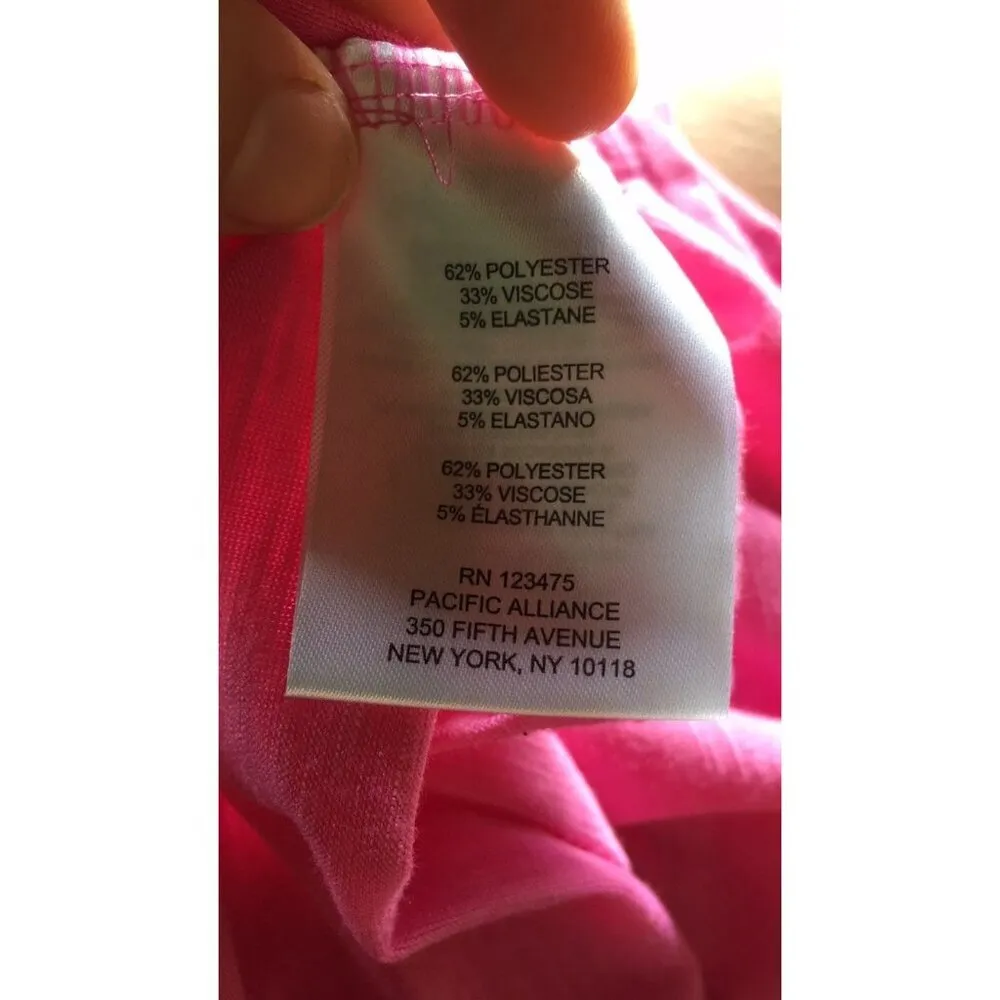 62% POLYESTER
33% VISCOSE
5% ELASTANE
62% POLIESTER
33% VISCOSA
5% ELASTANO
62% POLYESTER
33% VISCOSE
5% ÉLASTHANNE
RN 123475
PACIFIC ALLIANCE
350 FIFTH AVENUE
NEW YORK, NY 10118